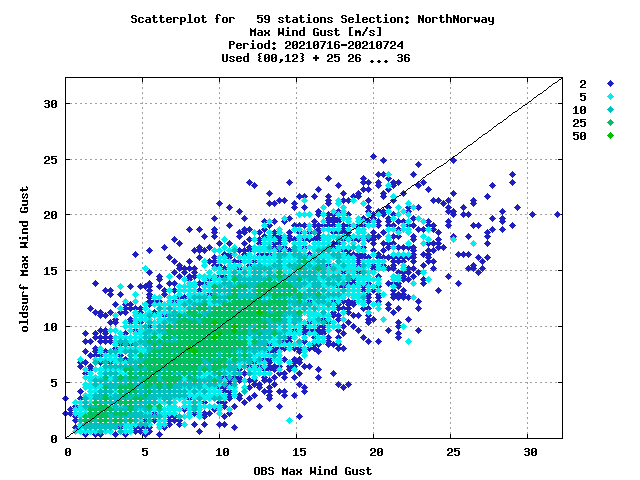 Scatterplot for   59 stations Selection: NorthNorway
Max Wind Gust [m/s]
Period: 20210716-20210724
Used {00,12} + 25 26 ... 36
2
5
10
25
50
oldsurf Max Wind Gust
30
25
20
15
10
5
0
0 5 10 15 20 25 30
OBS Max Wind Gust